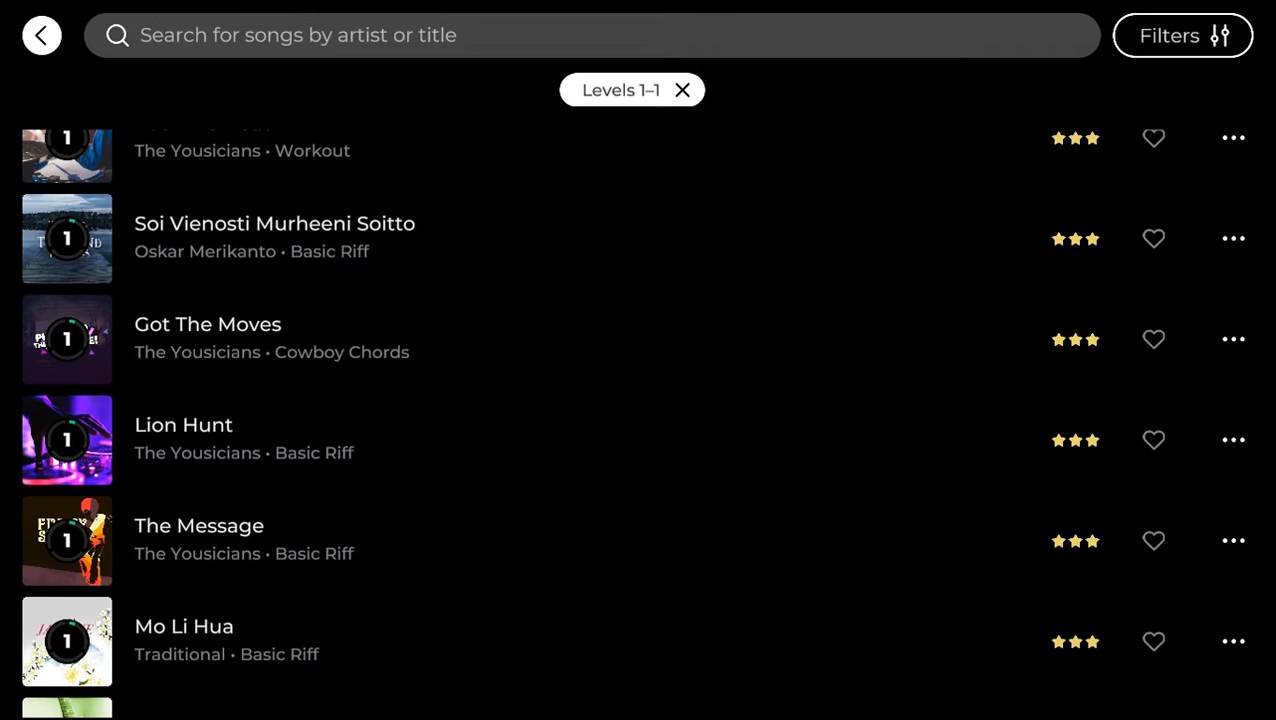 Search for songs by artist or title
Filters
Levels 1–1
1
The Yousicians • Workout
1
Soi Vienosti Murheeni Soitto
Oskar Merikanto • Basic Riff
1
Got The Moves
The Yousicians • Cowboy Chords
1
Lion Hunt
The Yousicians • Basic Riff
1
The Message
The Yousicians • Basic Riff
1
Mo Li Hua
Traditional • Basic Riff